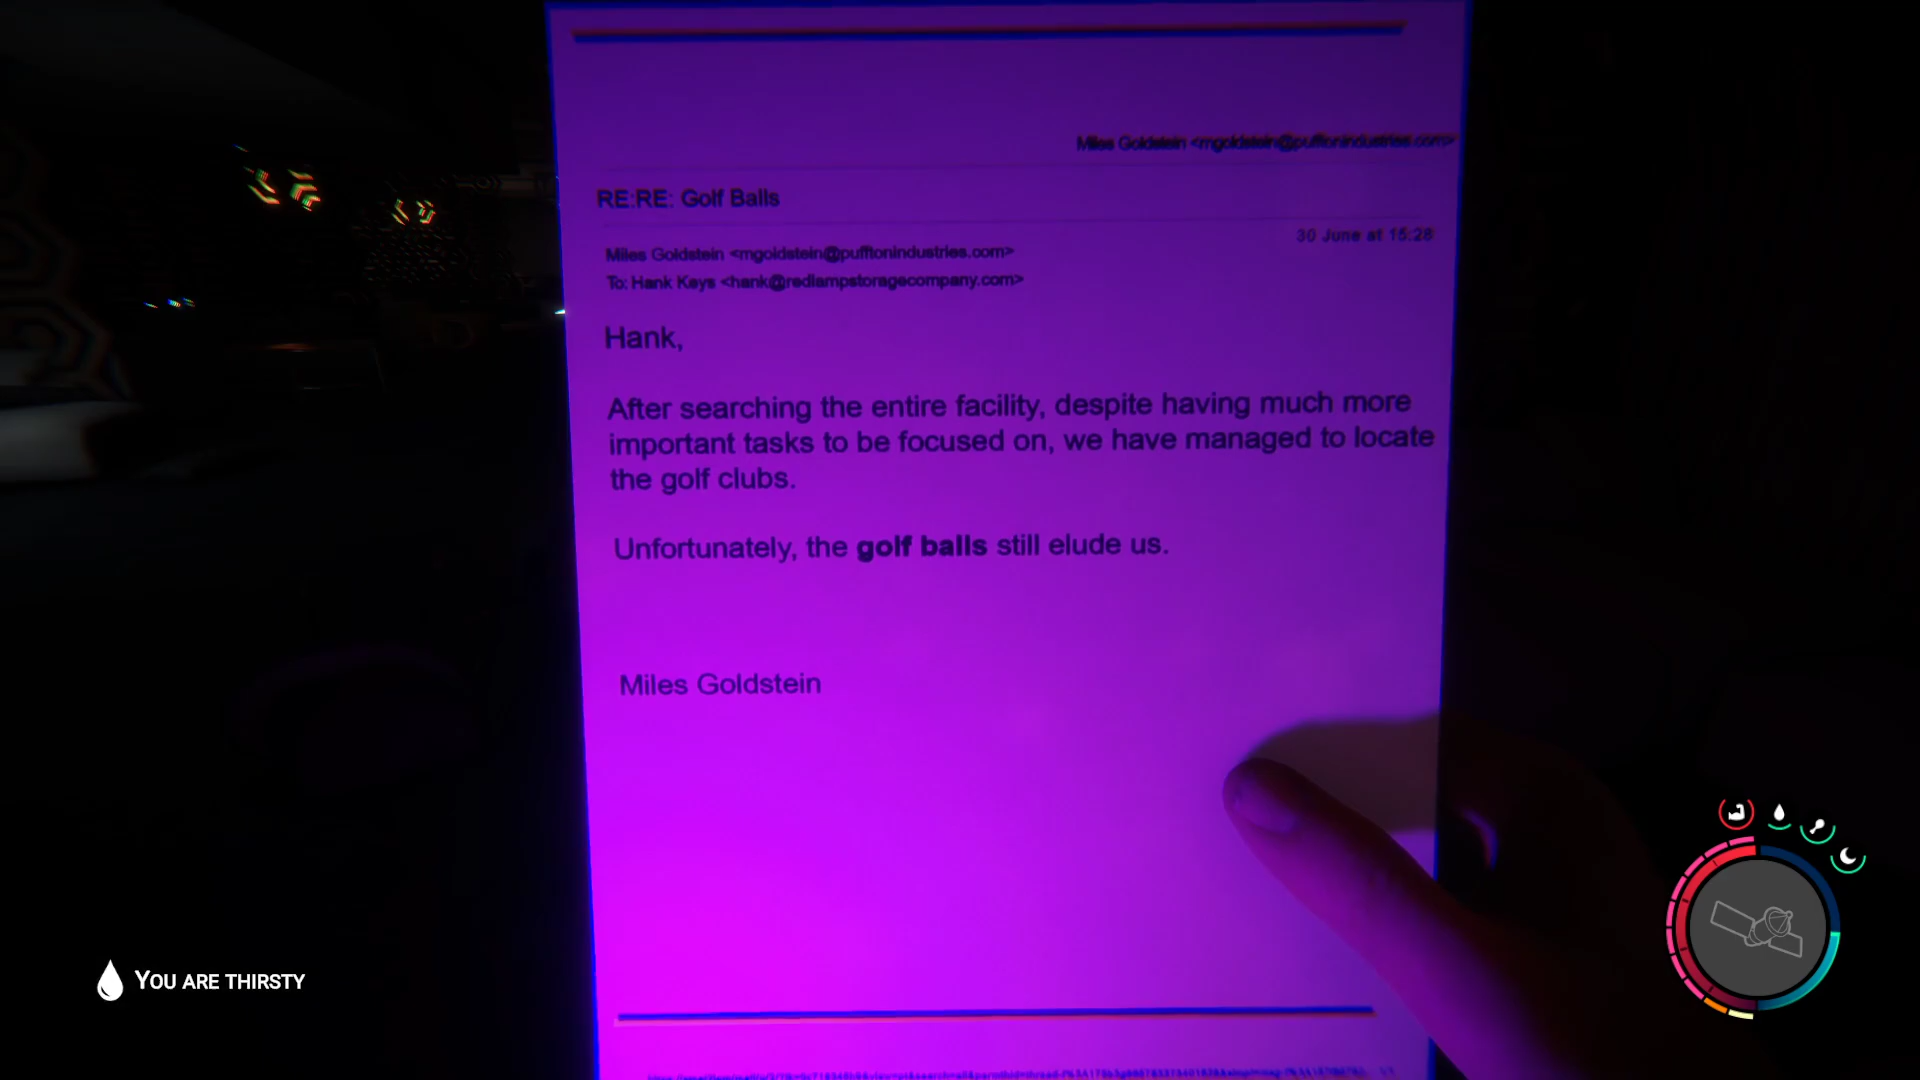 Miles Goldstein <mgoldstein@pufftonindustries.com>
RE:RE: Golf Balls
30 June at 15:28
Miles Goldstein <mgoldstein@pufftonindustries.com>
To: Hank Keys <hank@redlampstoragecompany.com>
Hank,
After searching the entire facility, despite having much more
important tasks to be focused on, we have managed to locate
the golf clubs.
Unfortunately, the golf balls still elude us.
Miles Goldstein
YOU ARE THIRSTY